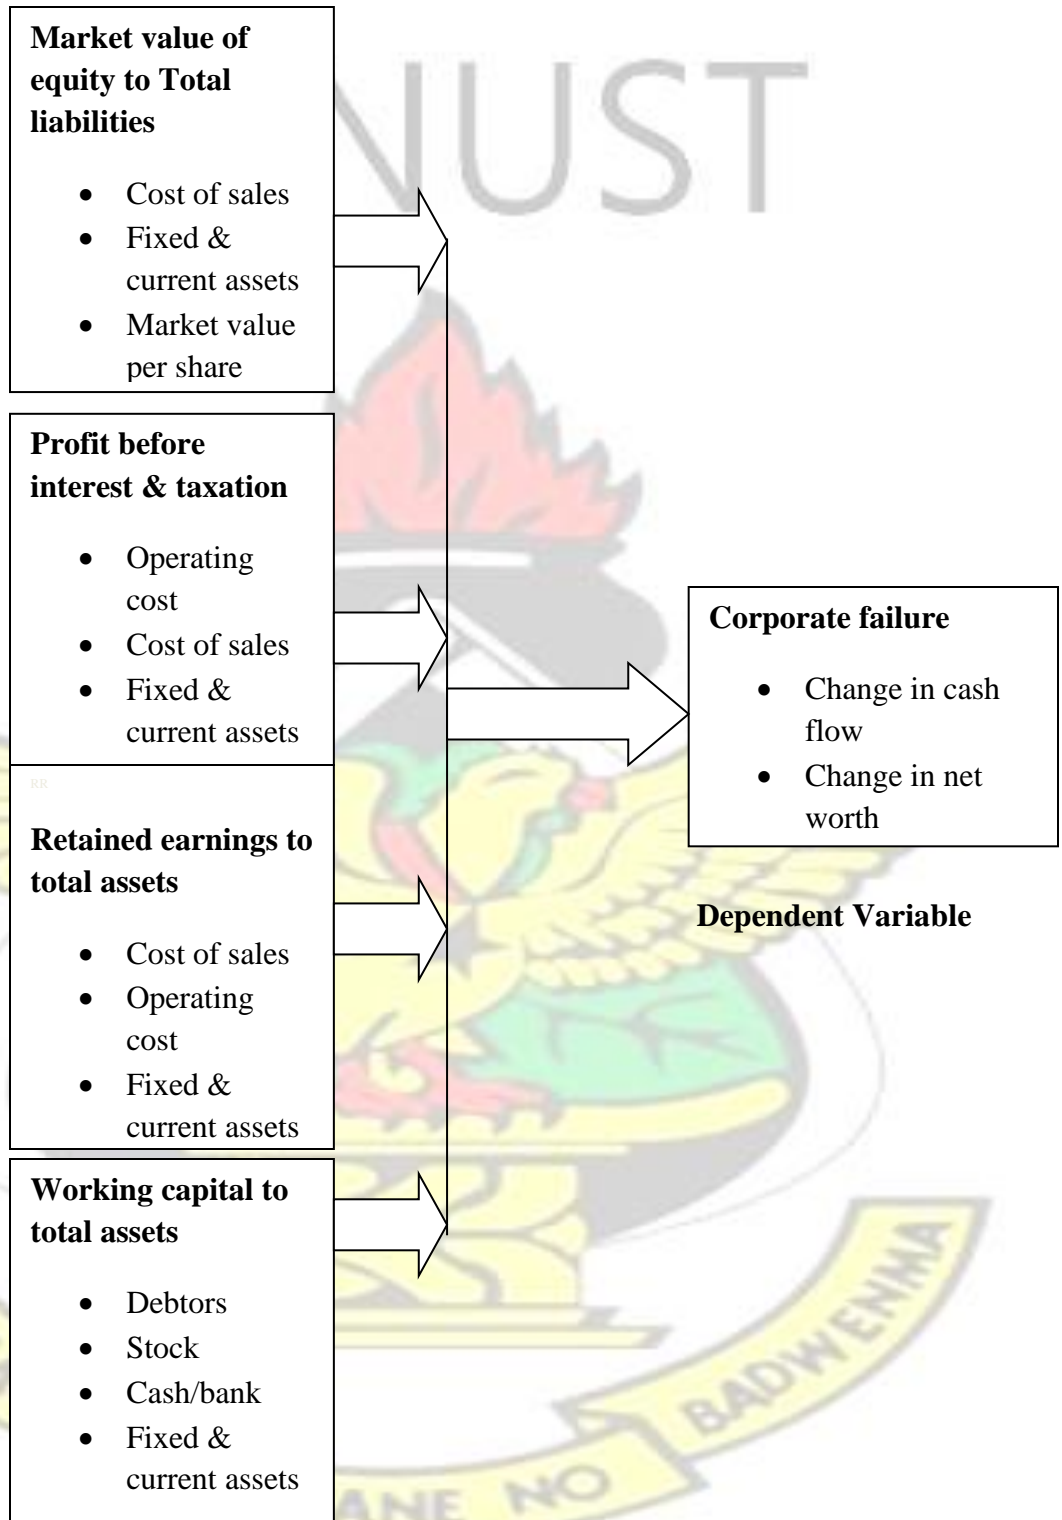 NUST
Market value of
equity to Total
liabilities
• Cost of sales
• Fixed &
current assets
• Market value
per share
Profit before
interest & taxation
• Operating
cost
• Cost of sales
• Fixed &
current assets
RR
Retained earnings to
total assets
• Cost of sales
• Operating
cost
• Fixed &
current assets
Working capital to
total assets
• Debtors
• Stock
• Cash/bank
• Fixed &
current assets
Corporate failure
• Change in cash
flow
• Change in net
worth
Dependent Variable
ANE NO BADWENMA